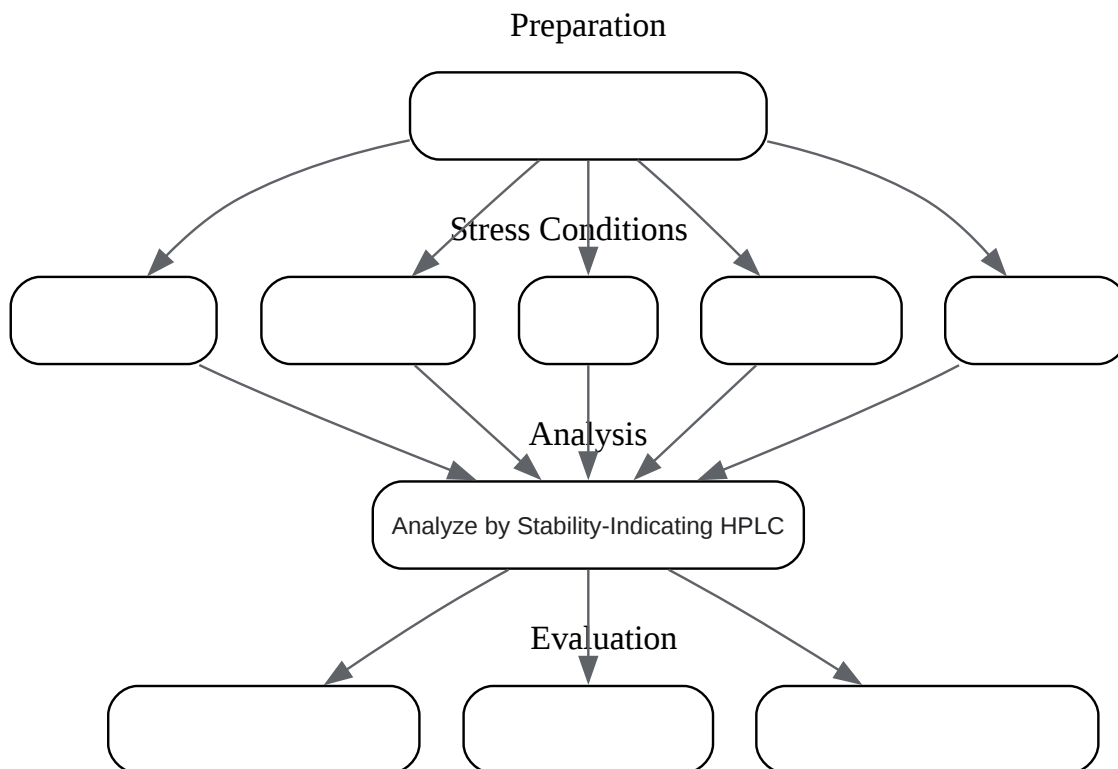 Preparation
Stress Conditions
Analysis
Analyze by Stability-Indicating HPLC
Evaluation